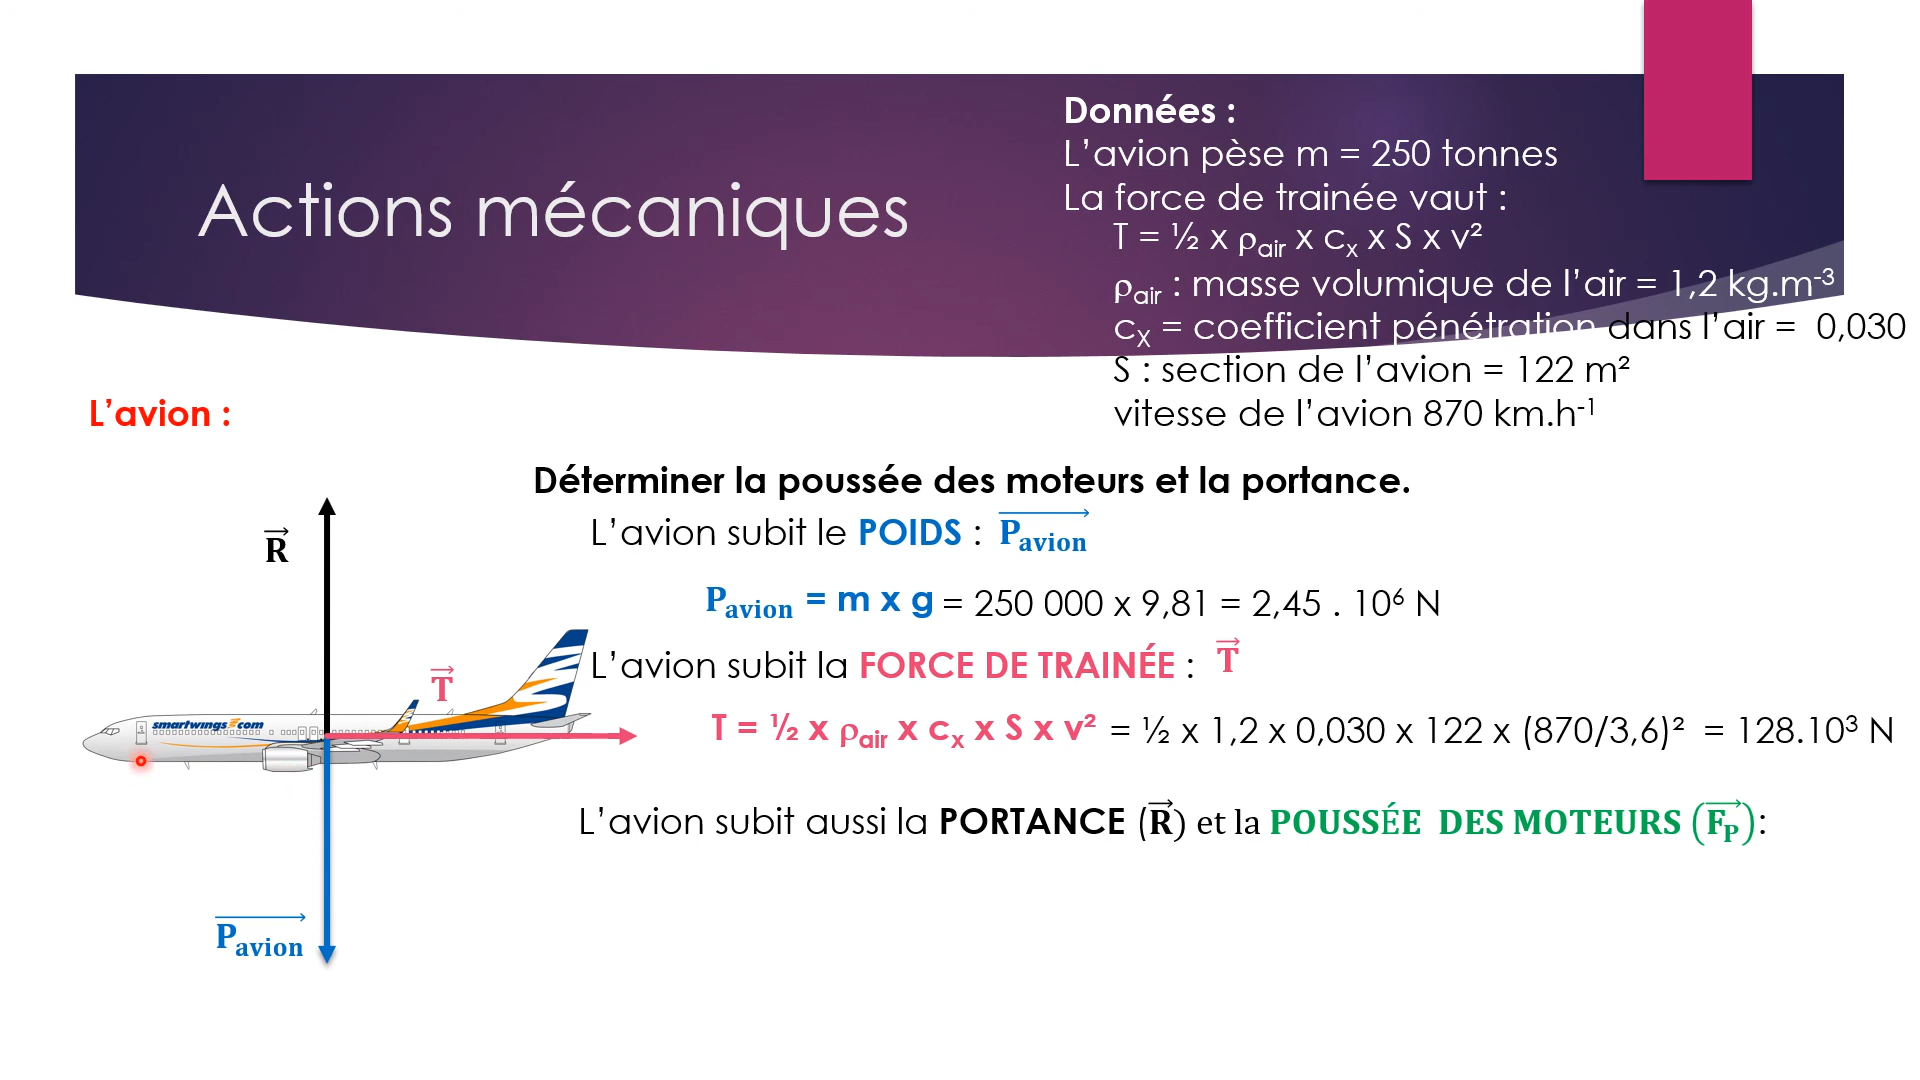 Données :
L'avion pèse m = 250 tonnes
La force de trainée vaut :
T = ½ x ρair x cx x S x v²
ρair : masse volumique de l'air = 1,2 kg.m-3
cX = coefficient pénétration dans l'air = 0,030
S : section de l'avion = 122 m²
vitesse de l'avion 870 km.h-1
Actions mécaniques
L'avion :
Déterminer la poussée des moteurs et la portance.
L'avion subit le POIDS : Pavion
Pavion = m x g = 250 000 x 9,81 = 2,45 . 10⁶ N
L'avion subit la FORCE DE TRAINÉE : T
T = ½ x ρair x cx x S x v² = ½ x 1,2 x 0,030 x 122 x (870/3,6)² = 128.10³ N
L'avion subit aussi la PORTANCE (R) et la POUSSÉE DES MOTEURS (FP):
R
T
smartwings.com
Pavion